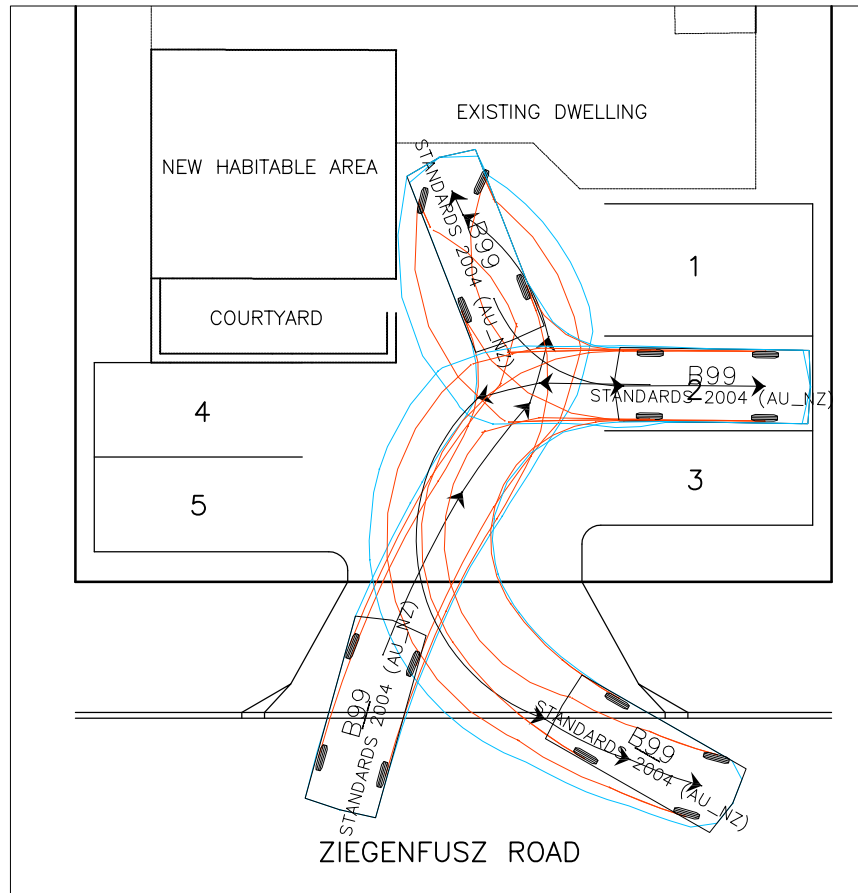 EXISTING DWELLING
NEW HABITABLE AREA
B99
STANDARDS 2004 (AU_NZ)
1
COURTYARD
B99
2
STANDARDS 2004 (AU_NZ)
4
3
5
B99
STANDARDS 2004 (AU_NZ)
B99
STANDARDS 2004 (AU_NZ)
ZIEGENFUSZ ROAD